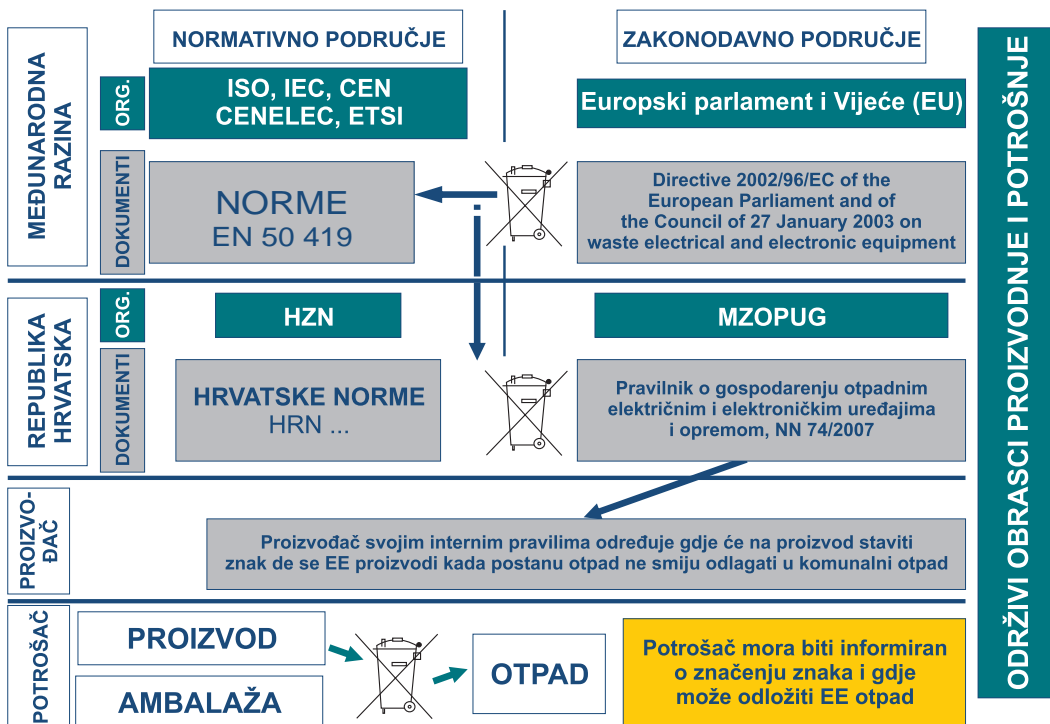 NORMATIVNO PODRUČJE
ZAKONODAVNO PODRUČJE
MEĐUNARODNA
RAZINA
ORG.
ISO, IEC, CEN
CENELEC, ETSI
Europski parlament i Vijeće (EU)
DOKUMENTI
NORME
EN 50 419
Directive 2002/96/EC of the
European Parliament and of
the Council of 27 January 2003 on
waste electrical and electronic equipment
REPUBLIKA
HRVATSKA
ORG.
HZN
MZOPUG
DOKUMENTI
HRVATSKE NORME
HRN ...
Pravilnik o gospodarenju otpadnim
električnim i elektroničkim uređajima
i opremom, NN 74/2007
PROIZVO-
ĐAČ
Proizvođač svojim internim pravilima određuje gdje će na proizvod staviti
znak de se EE proizvodi kada postanu otpad ne smiju odlagati u komunalni otpad
POTROŠAČ
PROIZVOD
AMBALAŽA
OTPAD
Potrošač mora biti informiran
o značenju znaka i gdje
može odložiti EE otpad
ODRŽIVI OBRASCI PROIZVODNJE I POTROŠNJE